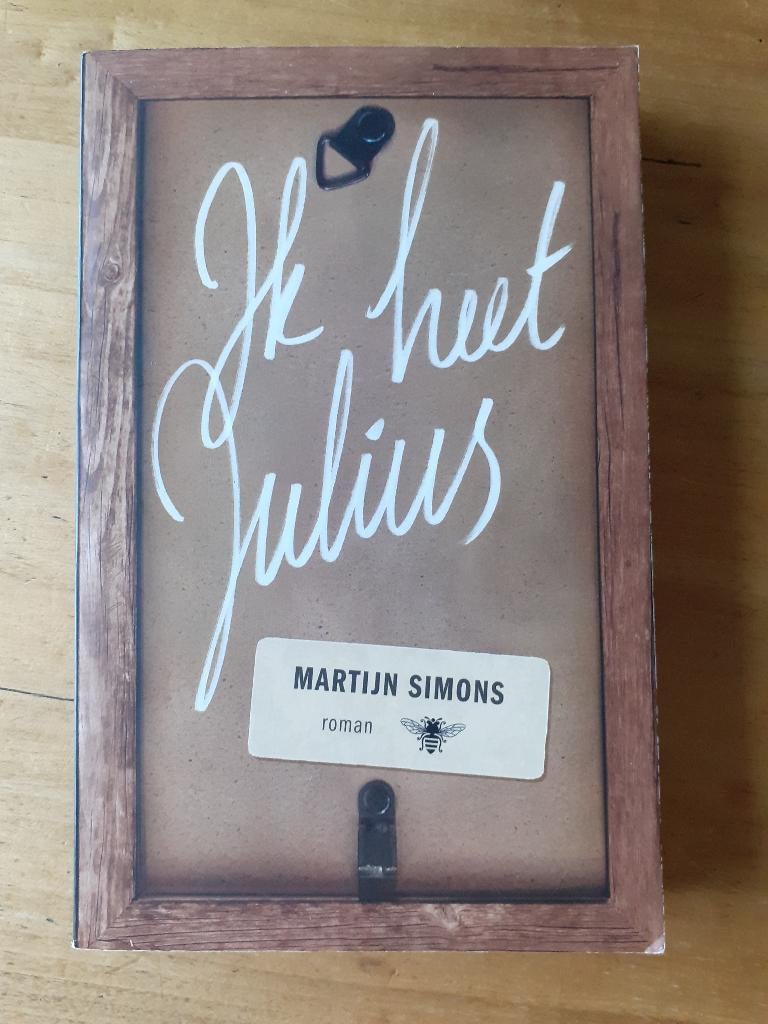 Ik heet
Julius
MARTIJN SIMONS
roman